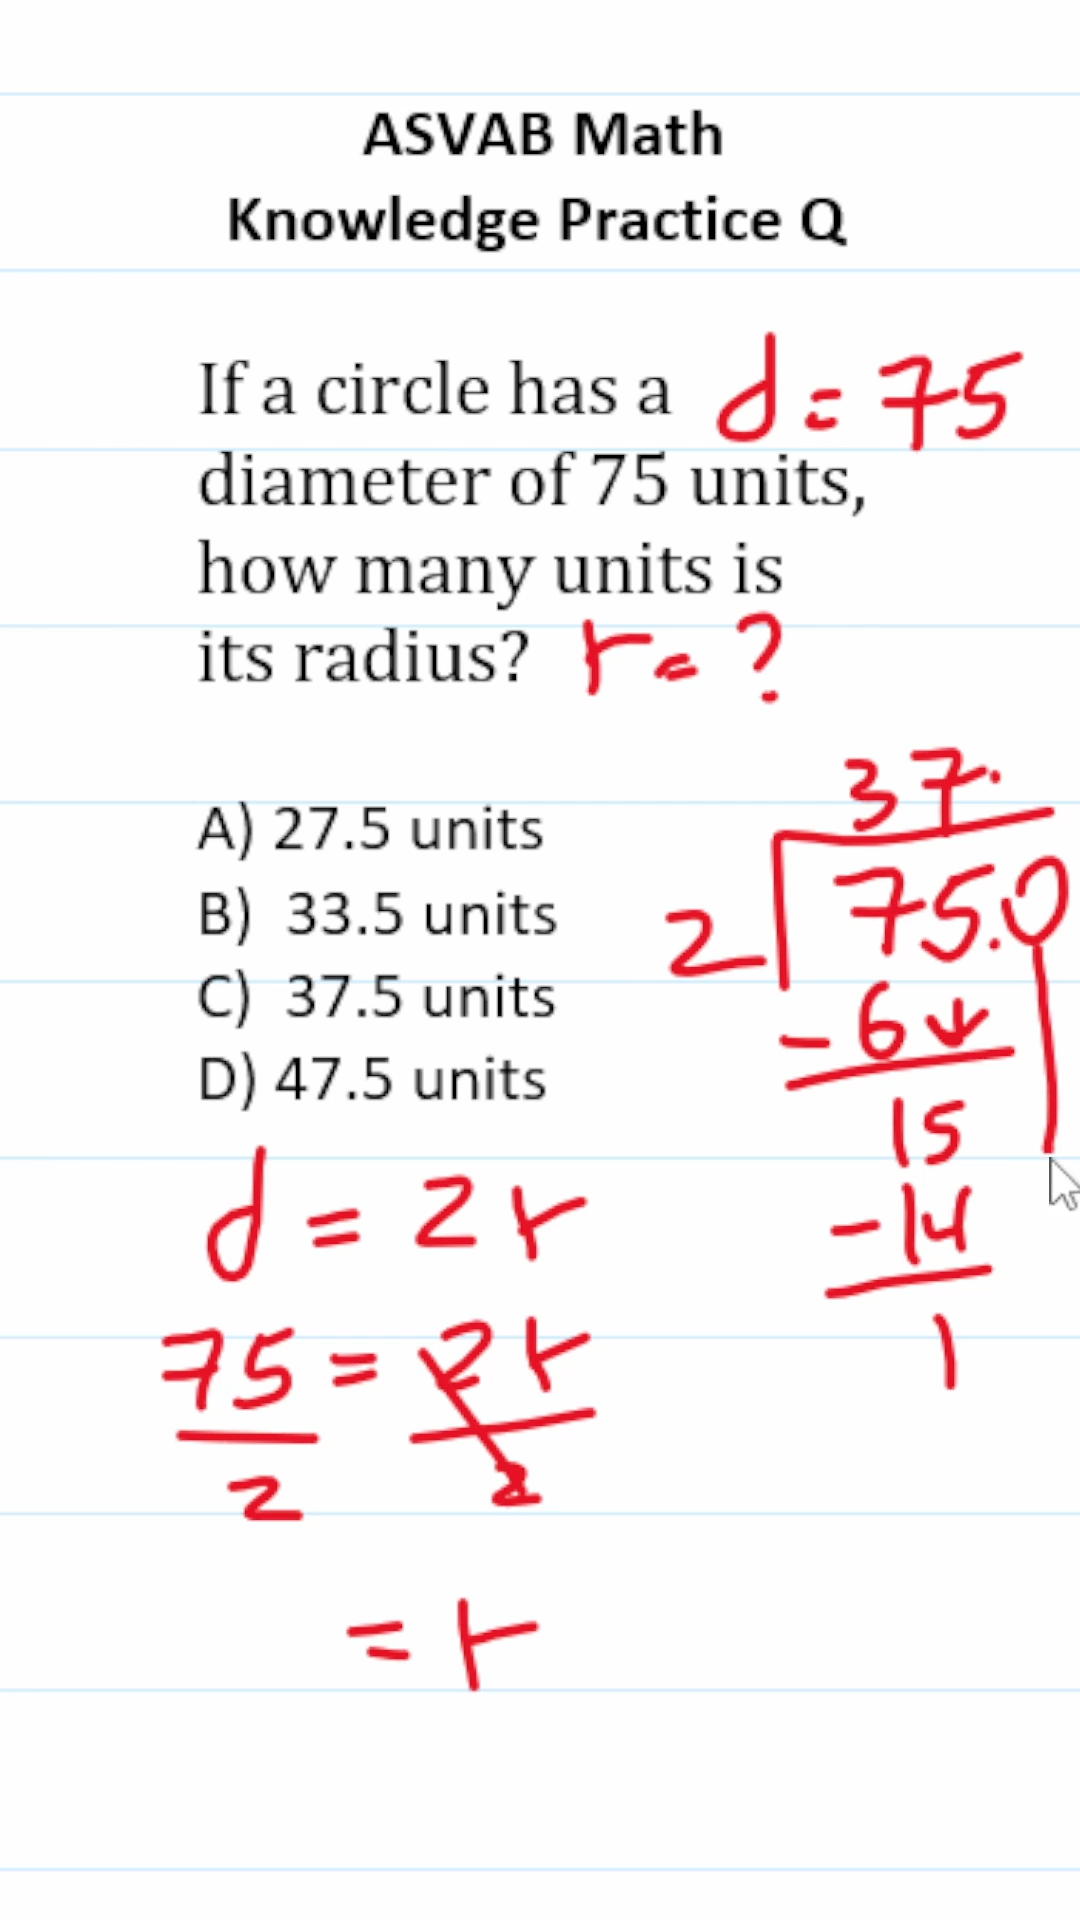 ASVAB Math
Knowledge Practice Q
If a circle has a d = 75
diameter of 75 units,
how many units is
its radius? r = ?
A) 27.5 units
B) 33.5 units
C) 37.5 units
D) 47.5 units
37.
2 75.0
- 6 ↓
15
- 14
1
d = 2r
75 = 2r
2 2
= r